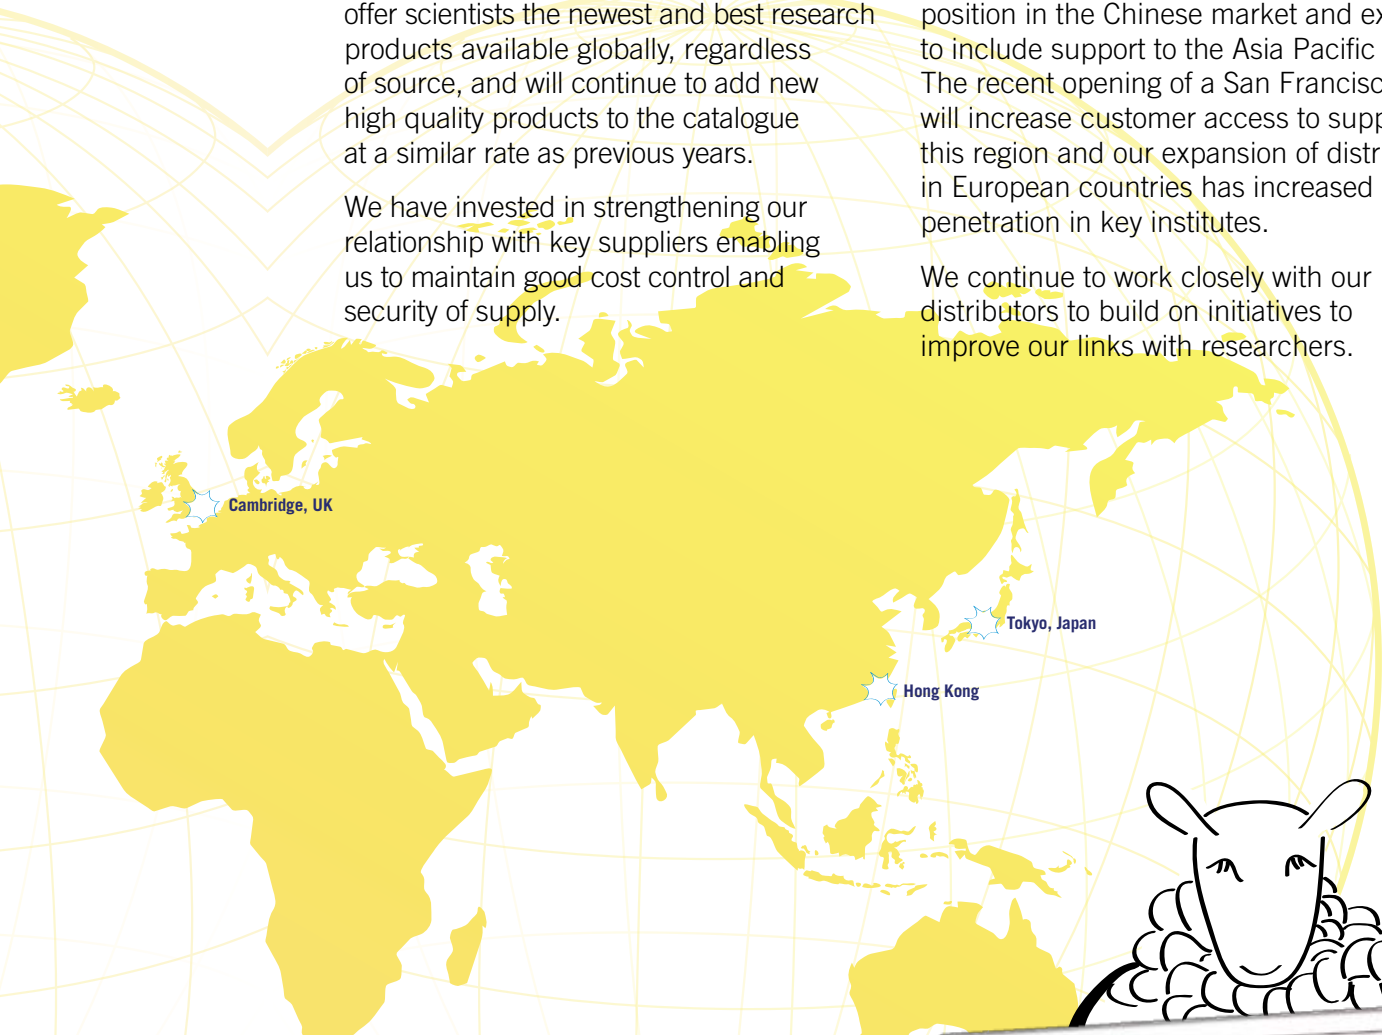 offer scientists the newest and best research
products available globally, regardless
of source, and will continue to add new
high quality products to the catalogue
at a similar rate as previous years.
We have invested in strengthening our
relationship with key suppliers enabling
us to maintain good cost control and
security of supply.
position in the Chinese market and
to include support to the Asia Pacific
The recent opening of a San
will increase customer access to
this region and our expansion of
in European countries has increased
penetration in key institutes.
We continue to work closely with our
distributors to build on initiatives to
improve our links with researchers.
Cambridge, UK
Tokyo, Japan
Hong Kong